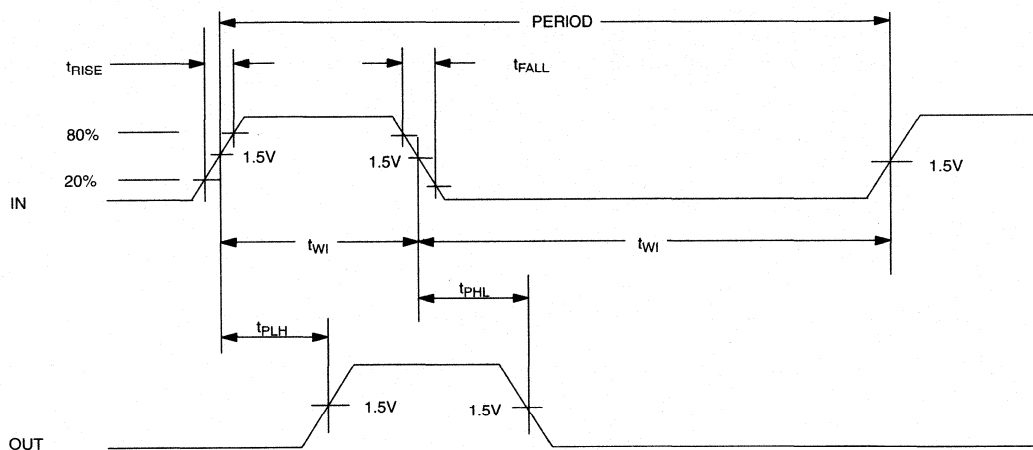 PERIOD
tRISE
tFALL
80%
1.5V
1.5V
1.5V
20%
IN
tWI
tWI
tPHL
tPLH
1.5V
1.5V
OUT